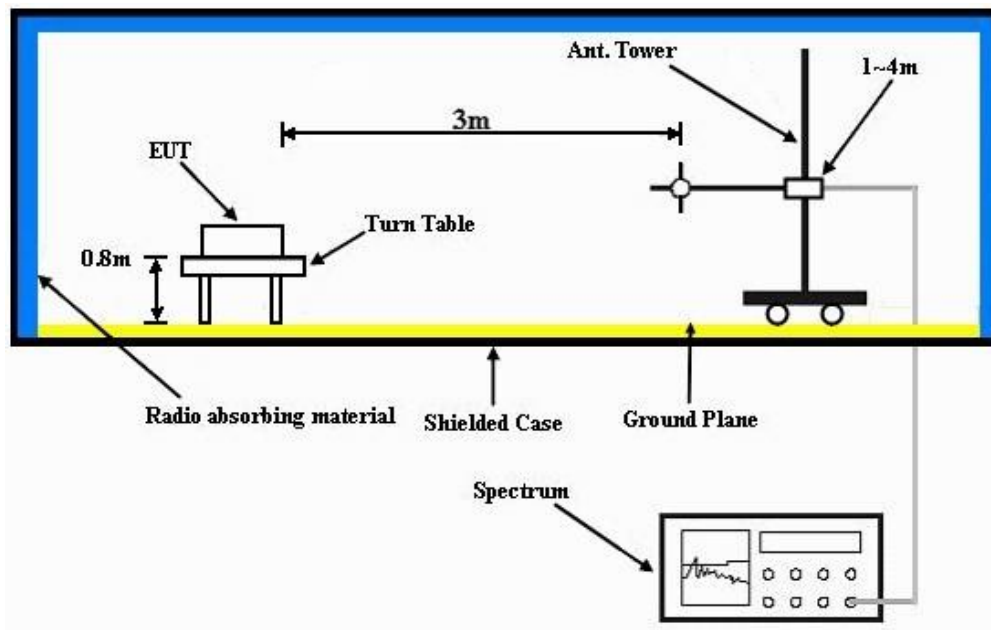 Ant. Tower
1~4m
3m
EUT
Turn Table
0.8m
Radio absorbing material
Shielded Case
Ground Plane
Spectrum